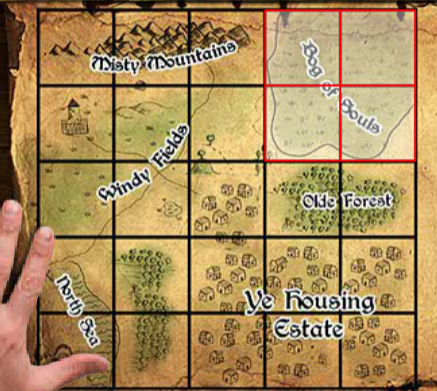 Misty Mountains
Bog of Souls
Windy Fields
Olde Forest
North Sea
Ye Housing
Estate